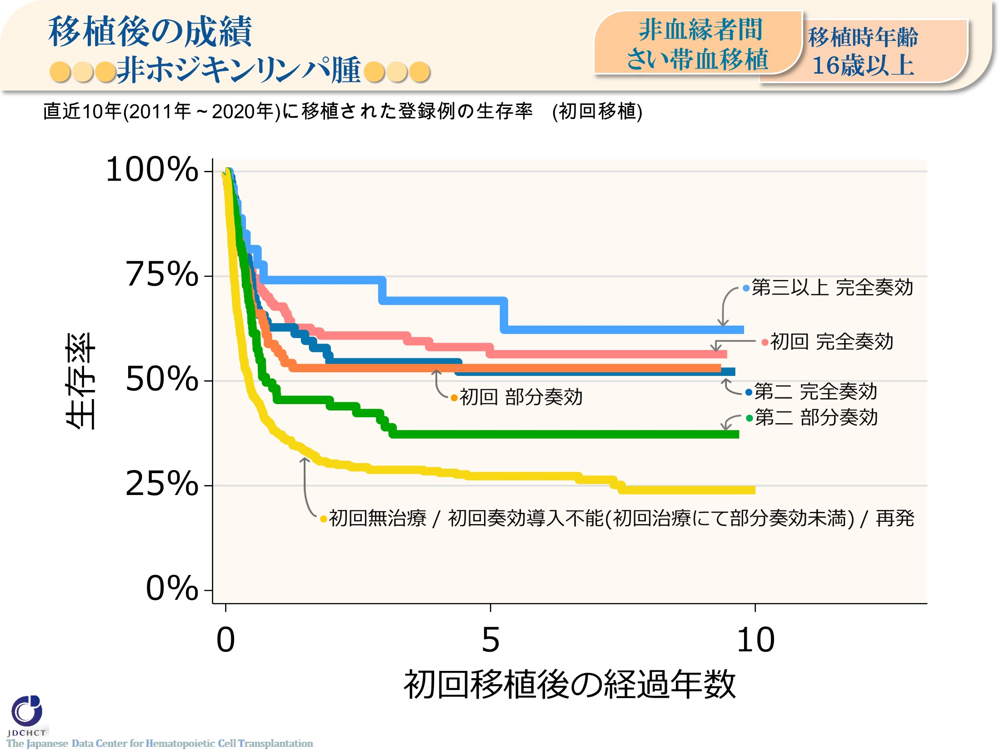 移植後の成績
非ホジキンリンパ腫
非血縁者間
さい帯血移植
移植時年齢
16歳以上
直近10年(2011年～2020年)に移植された登録例の生存率　(初回移植)
100%
75%
50%
25%
0%
生存率
第三以上 完全奏効
初回 完全奏効
初回 部分奏効
第二 完全奏効
第二 部分奏効
初回無治療 / 初回奏効導入不能(初回治療にて部分奏効未満) / 再発
0
5
10
初回移植後の経過年数
JDCHCT
The Japanese Data Center for Hematopoietic Cell Transplantation